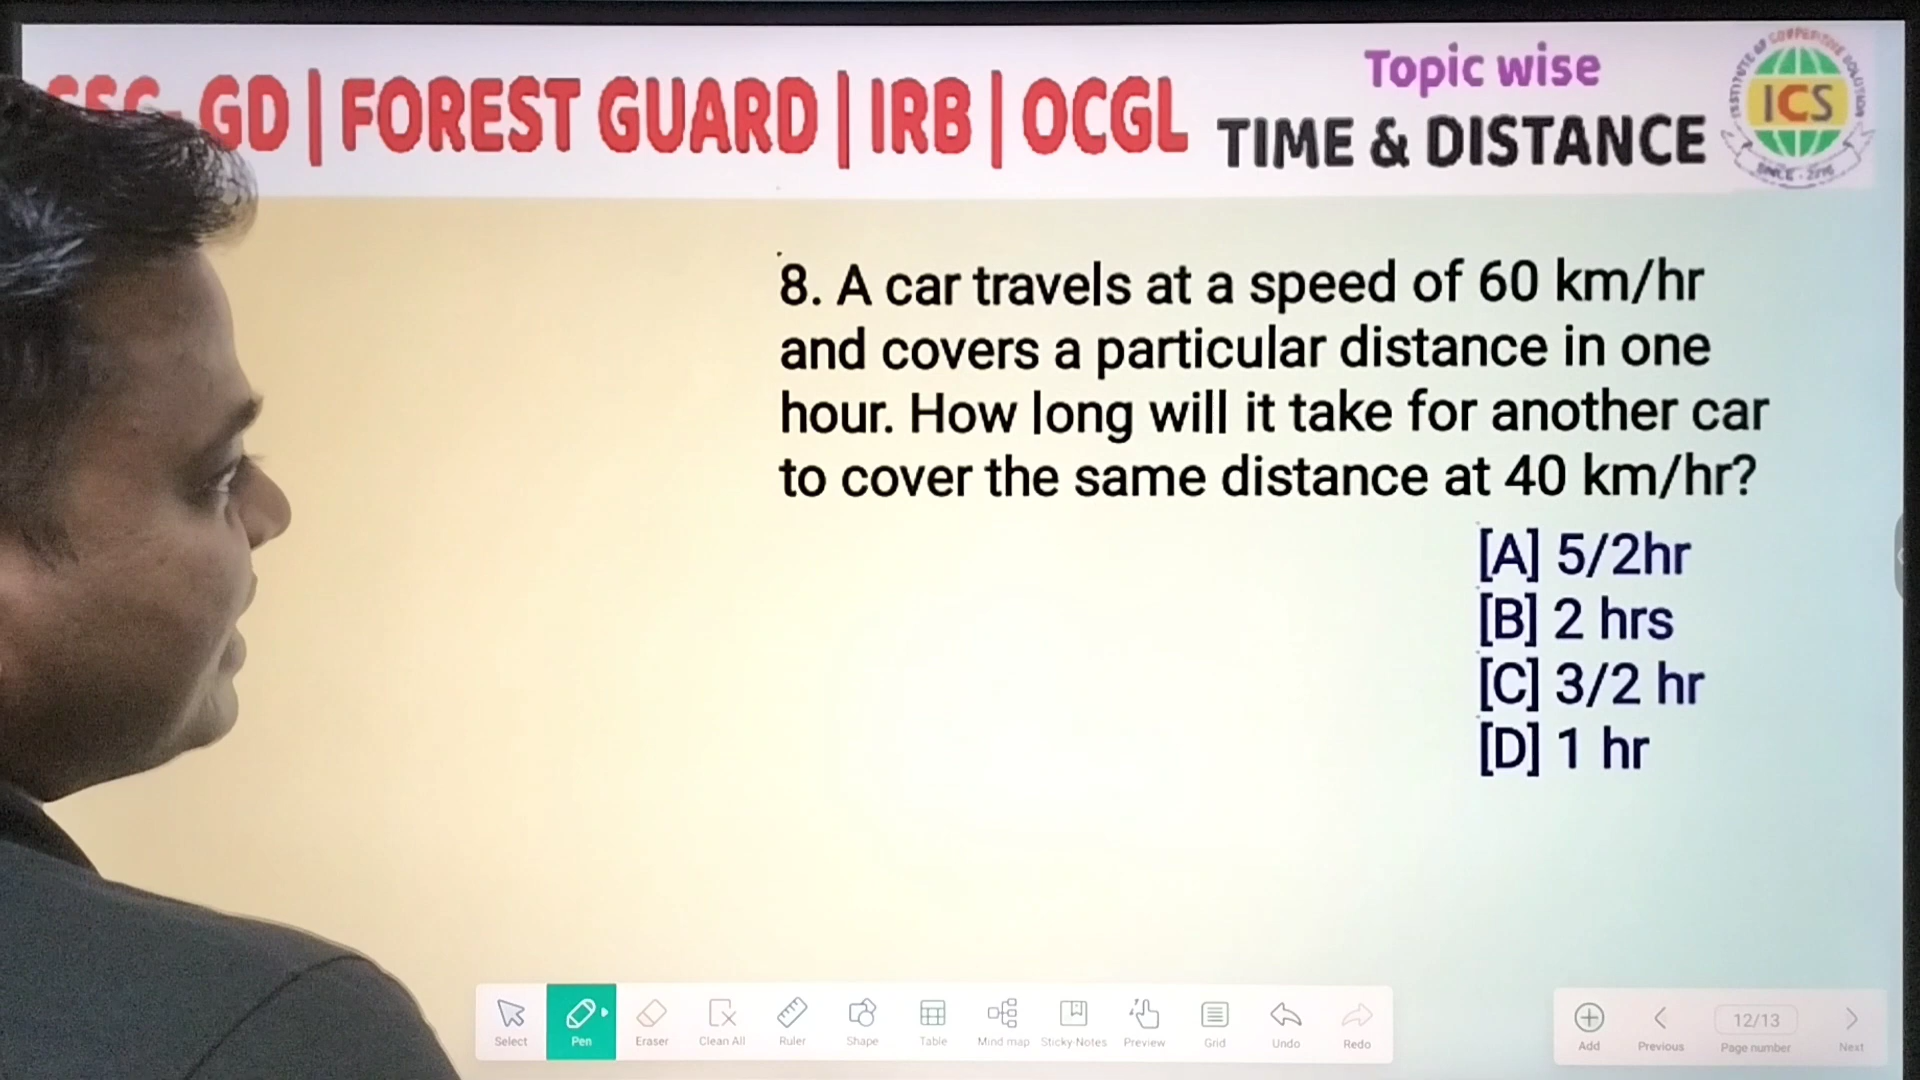 GD | FOREST GUARD | IRB | OCGL
Topic wise
TIME & DISTANCE
ICS
8. A car travels at a speed of 60 km/hr
and covers a particular distance in one
hour. How long will it take for another car
to cover the same distance at 40 km/hr?
[A] 5/2hr
[B] 2 hrs
[C] 3/2 hr
[D] 1 hr
Select Pen Eraser Clean All Ruler Shape Table Mind map Sticky Notes Preview Grid Undo Redo
12/13
Add Previous Page number Next